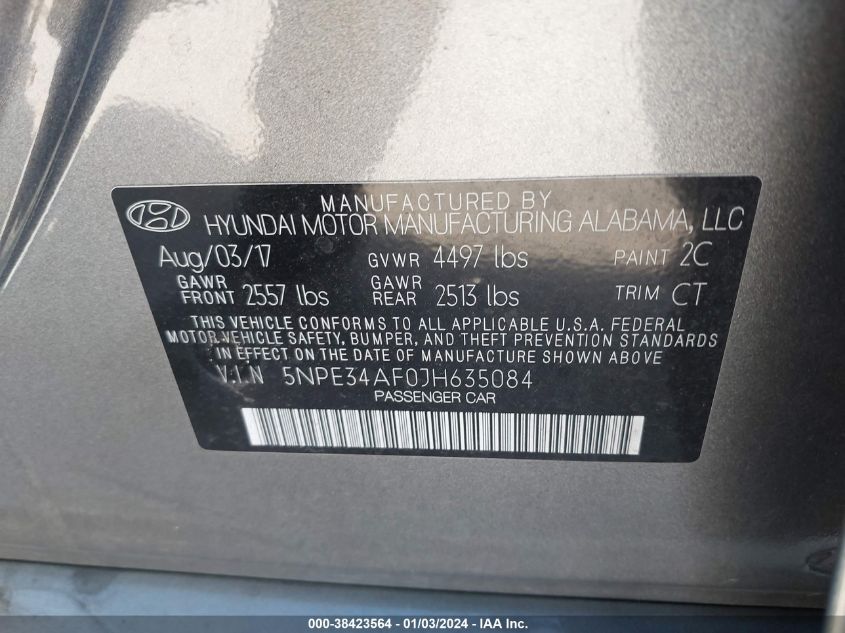 MANUFACTURED BY
HYUNDAI MOTOR MANUFACTURING ALABAMA, LLC
Aug/03/17 GVWR 4497 lbs PAINT 2C
GAWR FRONT 2557 lbs GAWR REAR 2513 lbs TRIM CT
THIS VEHICLE CONFORMS TO ALL APPLICABLE U.S.A. FEDERAL
MOTOR VEHICLE SAFETY, BUMPER, AND THEFT PREVENTION STANDARDS
IN EFFECT ON THE DATE OF MANUFACTURE SHOWN ABOVE
V.I.N 5NPE34AF0JH635084
PASSENGER CAR
000-38423564 - 01/03/2024 - IAA Inc.